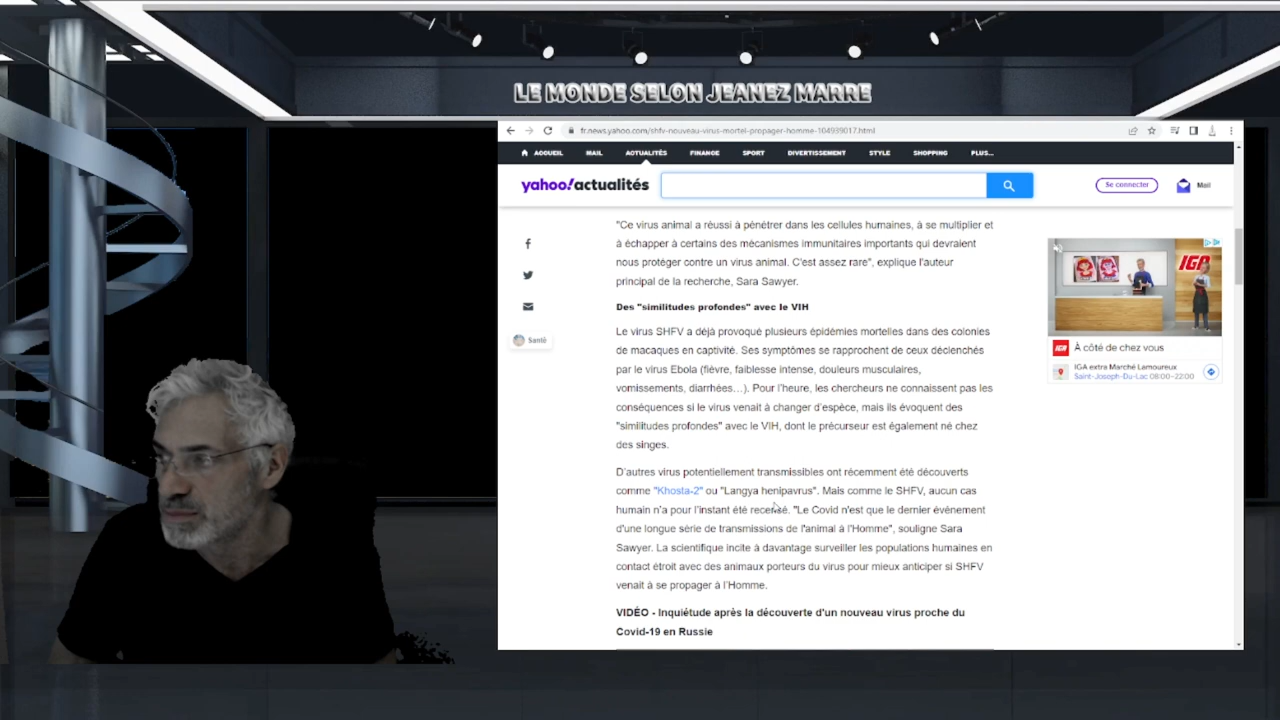 LE MONDE SELON JEANEZ MARRE
fr.news.yahoo.com/shfv-nouveau-virus-mortel-propager-homme-104939017.html
ACCUEIL MAIL ACTUALITÉS FINANCE SPORT DIVERTISSEMENT STYLE SHOPPING PLUS...
yahoo!actualités
Se connecter
Mail
"Ce virus animal a réussi à pénétrer dans les cellules humaines, à se multiplier et
à échapper à certains des mécanismes immunitaires importants qui devraient
nous protéger contre un virus animal. C'est assez rare", explique l'auteur
principal de la recherche, Sara Sawyer.
Des "similitudes profondes" avec le VIH
Le virus SHFV a déjà provoqué plusieurs épidémies mortelles dans des colonies
de macaques en captivité. Ses symptômes se rapprochent de ceux déclenchés
par le virus Ebola (fièvre, faiblesse intense, douleurs musculaires,
vomissements, diarrhées…). Pour l'heure, les chercheurs ne connaissent pas les
conséquences si le virus venait à changer d'espèce, mais ils évoquent des
"similitudes profondes" avec le VIH, dont le précurseur est également né chez
des singes.
D'autres virus potentiellement transmissibles ont récemment été découverts
comme "Khosta-2" ou "Langya henipavrus". Mais comme le SHFV, aucun cas
humain n'a pour l'instant été recensé. "Le Covid n'est que le dernier événement
d'une longue série de transmissions de l'animal à l'Homme", souligne Sara
Sawyer. La scientifique incite à davantage surveiller les populations humaines en
contact étroit avec des animaux porteurs du virus pour mieux anticiper si SHFV
venait à se propager à l'Homme.
VIDÉO - Inquiétude après la découverte d'un nouveau virus proche du
Covid-19 en Russie
Santé
IGA
IGA
À côté de chez vous
IGA extra Marché Lamoureux
Saint-Joseph-Du-Lac 08:00–22:00